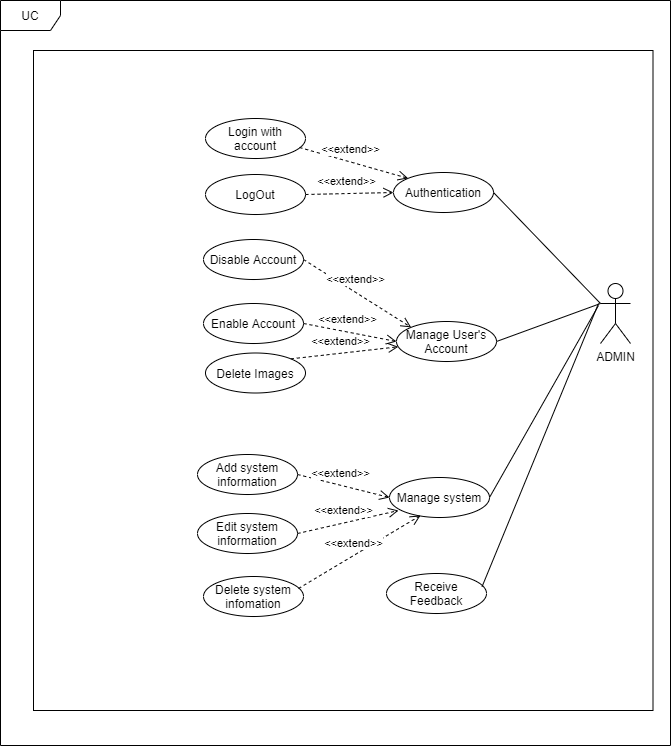 UC
Login with
account
<<extend>>
LogOut
<<extend>>
Authentication
Disable Account
<<extend>>
Enable Account
<<extend>>
Manage User's
Account
<<extend>>
Delete Images
ADMIN
Add system
information
<<extend>>
Manage system
<<extend>>
Edit system
information
<<extend>>
Delete system
infomation
Receive
Feedback